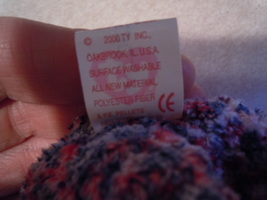 © 2000 TY INC.,
OAKBROOK, IL. U.S.A.
SURFACE WASHABLE
ALL NEW MATERIAL
POLYESTER FIBER
CE